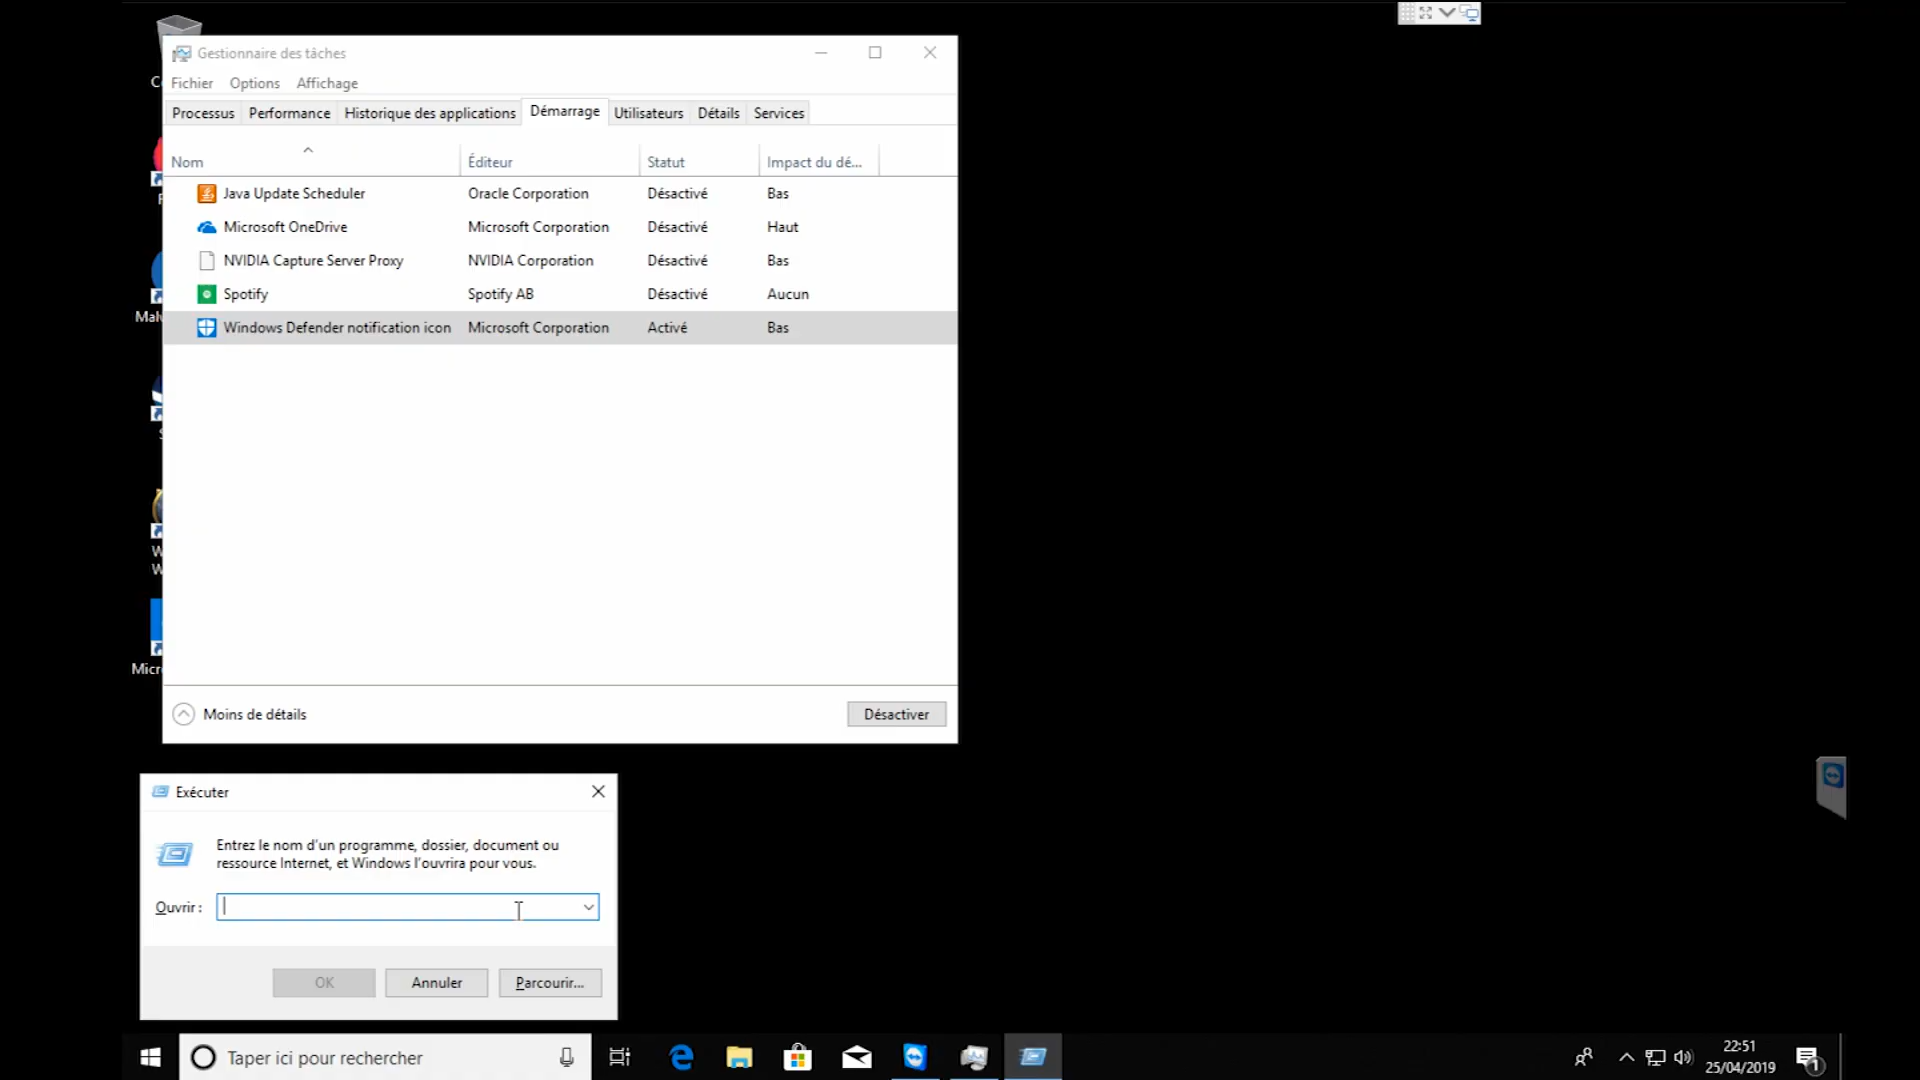 Gestionnaire des tâches
Fichier Options Affichage
Processus Performance Historique des applications Démarrage Utilisateurs Détails Services
Nom Éditeur Statut Impact du dé...
Java Update Scheduler Oracle Corporation Désactivé Bas
Microsoft OneDrive Microsoft Corporation Désactivé Haut
NVIDIA Capture Server Proxy NVIDIA Corporation Désactivé Bas
Spotify Spotify AB Désactivé Aucun
Windows Defender notification icon Microsoft Corporation Activé Bas
Malw
Micro
Moins de détails Désactiver
Exécuter
Entrez le nom d'un programme, dossier, document ou
ressource Internet, et Windows l'ouvrira pour vous.
Ouvrir :
OK Annuler Parcourir...
Taper ici pour rechercher
22:51
25/04/2019
1